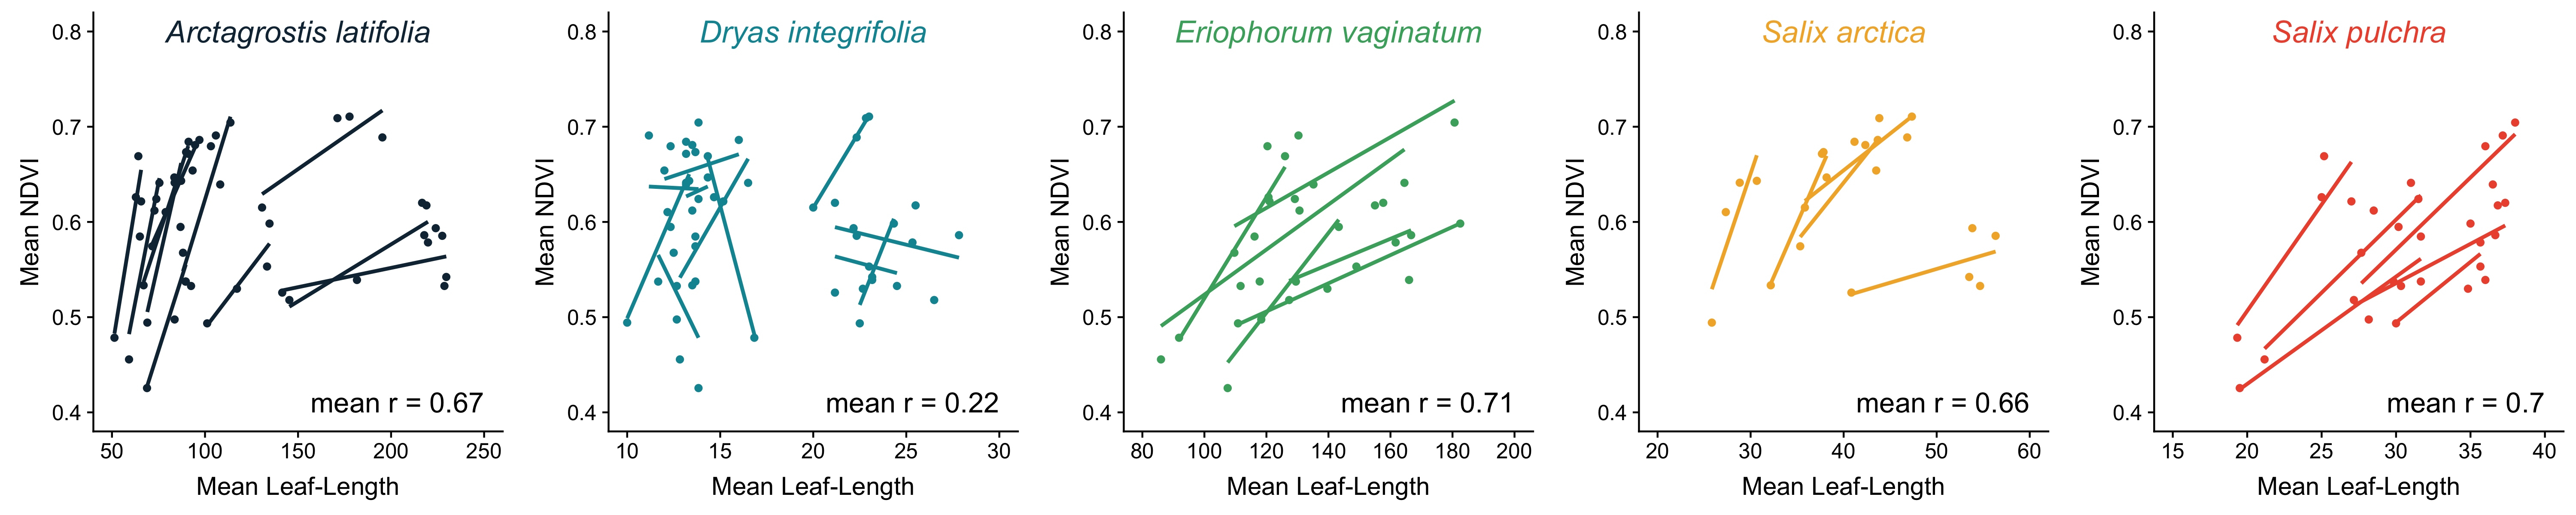 Arctagrostis latifolia
Mean NDVI
0.8
0.7
0.6
0.5
0.4
mean r = 0.67
50 100 150 200 250
Mean Leaf-Length
Dryas integrifolia
Mean NDVI
0.8
0.7
0.6
0.5
0.4
mean r = 0.22
10 15 20 25 30
Mean Leaf-Length
Eriophorum vaginatum
Mean NDVI
0.8
0.7
0.6
0.5
0.4
mean r = 0.71
80 100 120 140 160 180 200
Mean Leaf-Length
Salix arctica
Mean NDVI
0.8
0.7
0.6
0.5
0.4
mean r = 0.66
20 30 40 50 60
Mean Leaf-Length
Salix pulchra
Mean NDVI
0.8
0.7
0.6
0.5
0.4
mean r = 0.7
15 20 25 30 35 40
Mean Leaf-Length